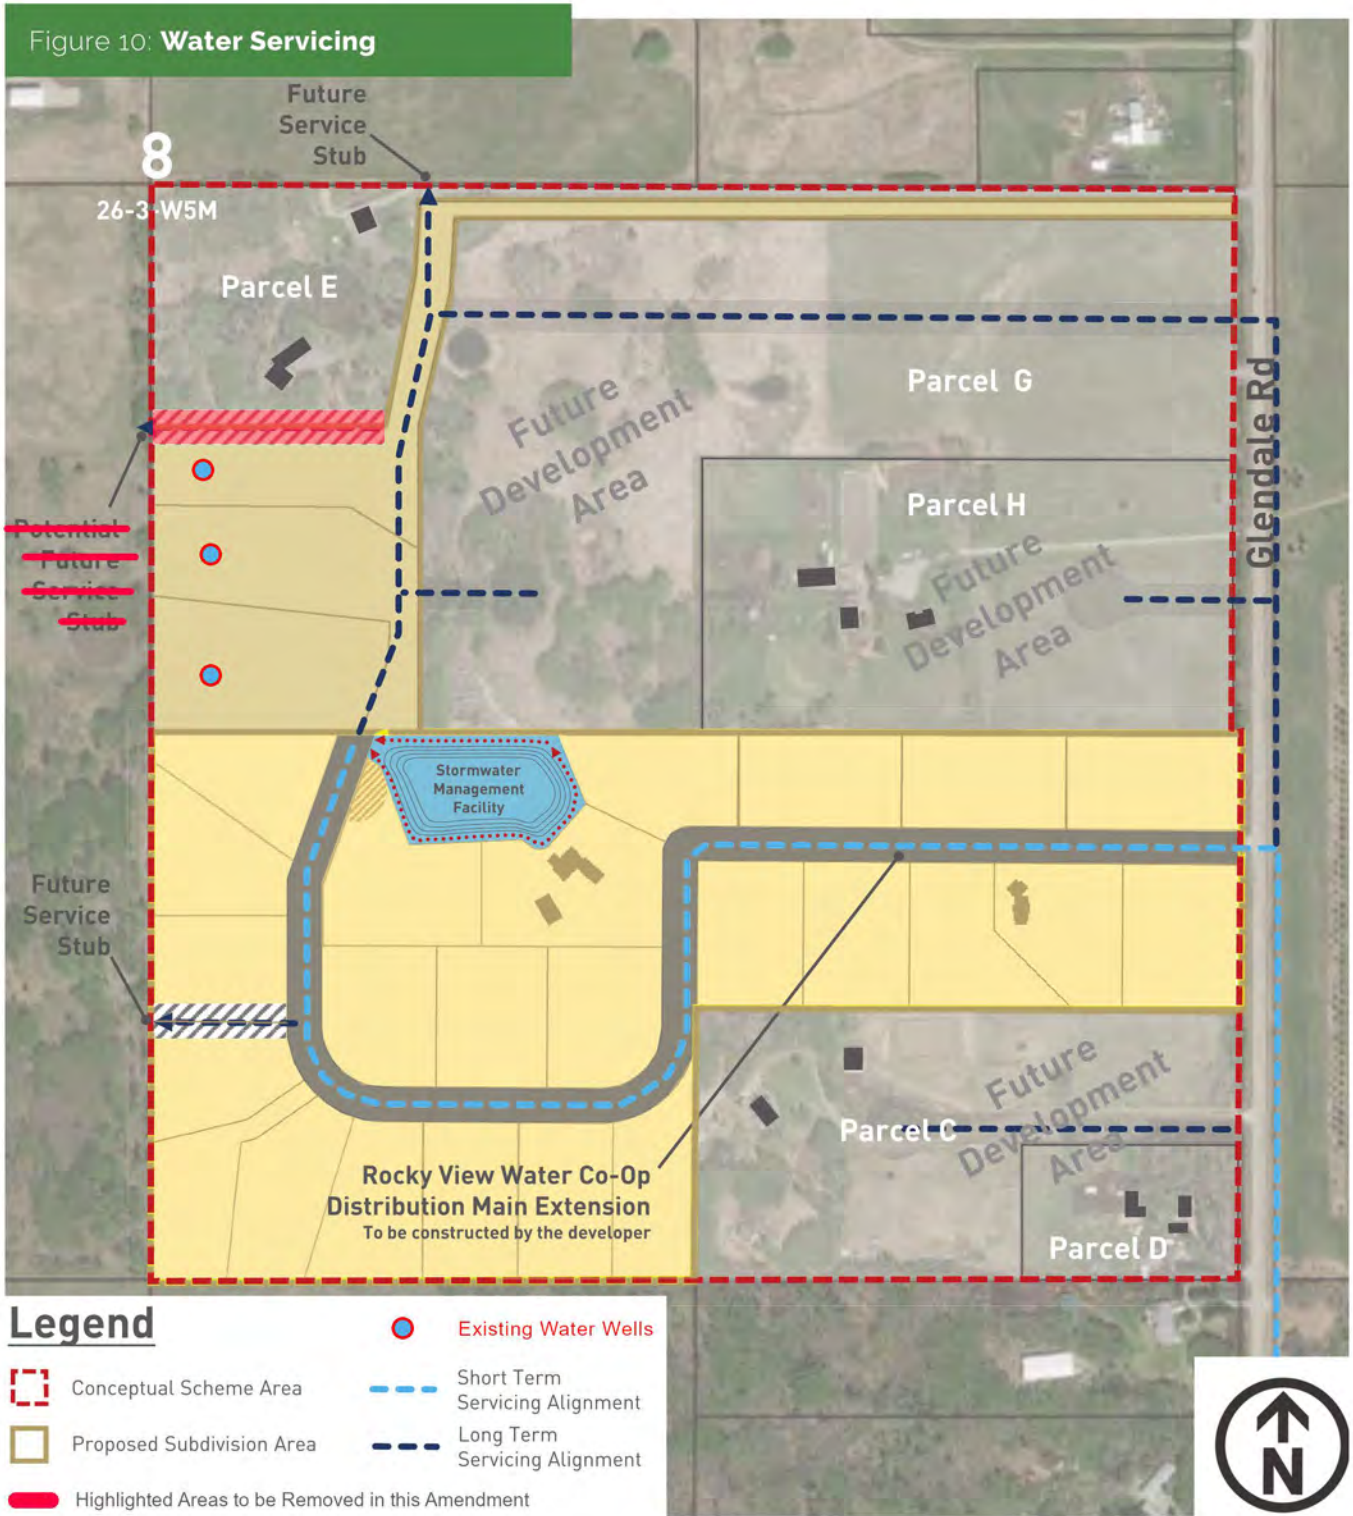 Figure 10: Water Servicing
Future
Service
Stub
8
26-3-W5M
Parcel E
Parcel G
Future
Development
Area
Glendale Rd
Parcel H
Future
Development
Area
Potential
Future
Service
Stub
Stormwater
Management
Facility
Future
Service
Stub
Future
Development
Area
Parcel C
Rocky View Water Co-Op
Distribution Main Extension
To be constructed by the developer
Parcel D
Legend
Existing Water Wells
Conceptual Scheme Area
Short Term
Servicing Alignment
Proposed Subdivision Area
Long Term
Servicing Alignment
Highlighted Areas to be Removed in this Amendment
N